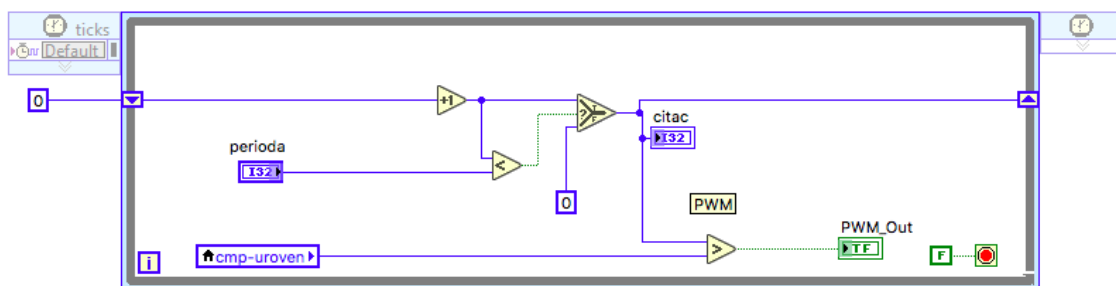 ticks
Default
0
+1
citac
? T F
I32
perioda
<
I32
0
PWM
PWM_Out
>
TF
F
i
cmp-uroven